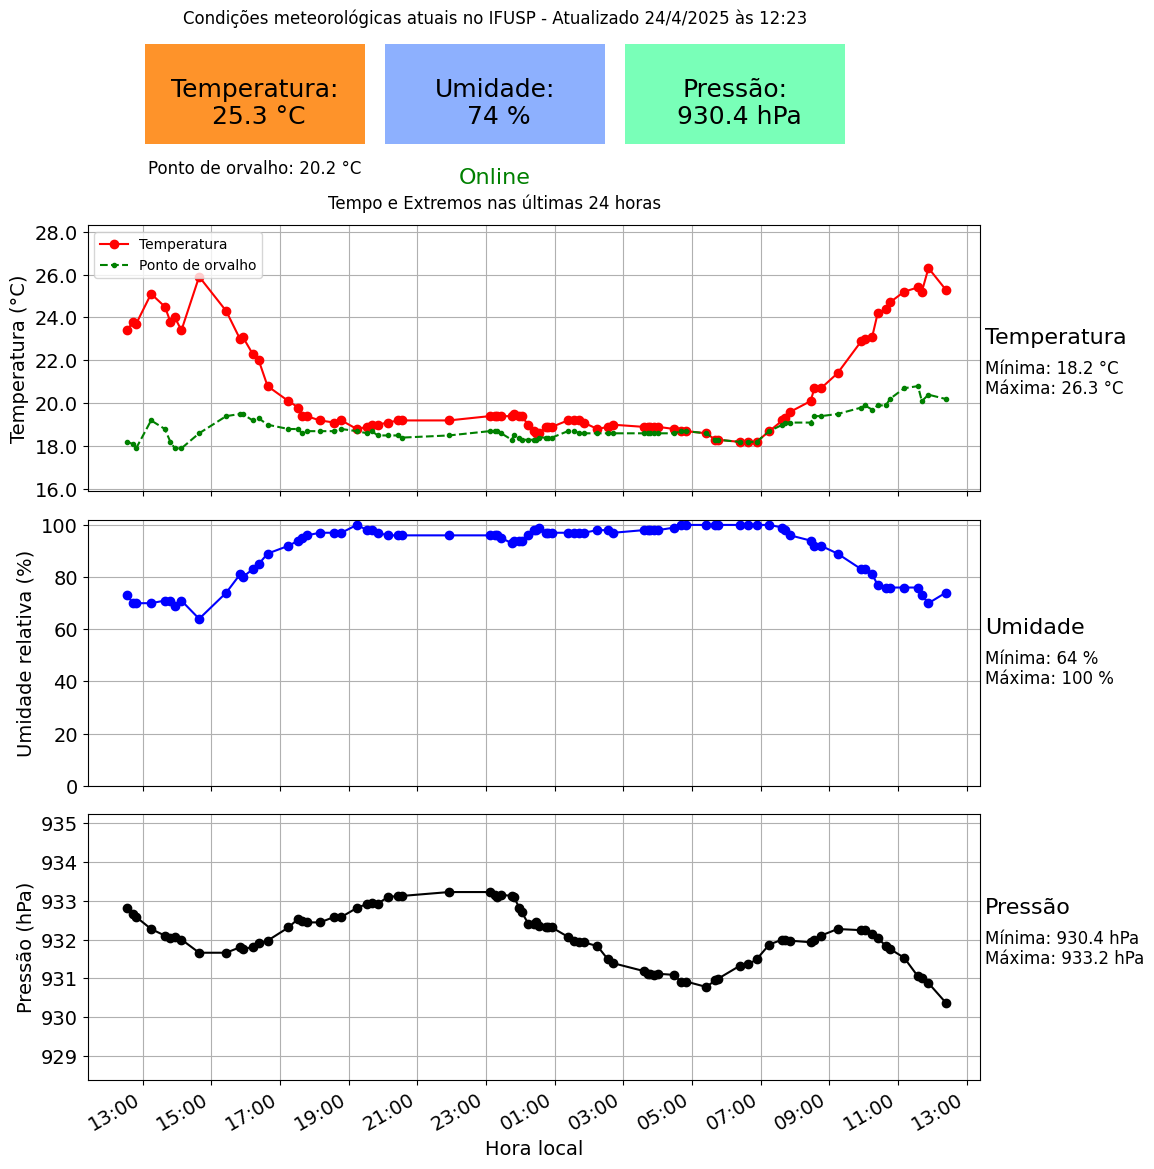 Condições meteorológicas atuais no IFUSP - Atualizado 24/4/2025 às 12:23
Temperatura:
25.3 °C
Umidade:
74 %
Pressão:
930.4 hPa
Ponto de orvalho: 20.2 °C
Online
Tempo e Extremos nas últimas 24 horas
Temperatura (°C)
28.0
26.0
24.0
22.0
20.0
18.0
16.0
Temperatura
Ponto de orvalho
Temperatura
Mínima: 18.2 °C
Máxima: 26.3 °C
Umidade relativa (%)
100
80
60
40
20
0
Umidade
Mínima: 64 %
Máxima: 100 %
Pressão (hPa)
935
934
933
932
931
930
929
Pressão
Mínima: 930.4 hPa
Máxima: 933.2 hPa
13:00
15:00
17:00
19:00
21:00
23:00
01:00
03:00
05:00
07:00
09:00
11:00
13:00
Hora local